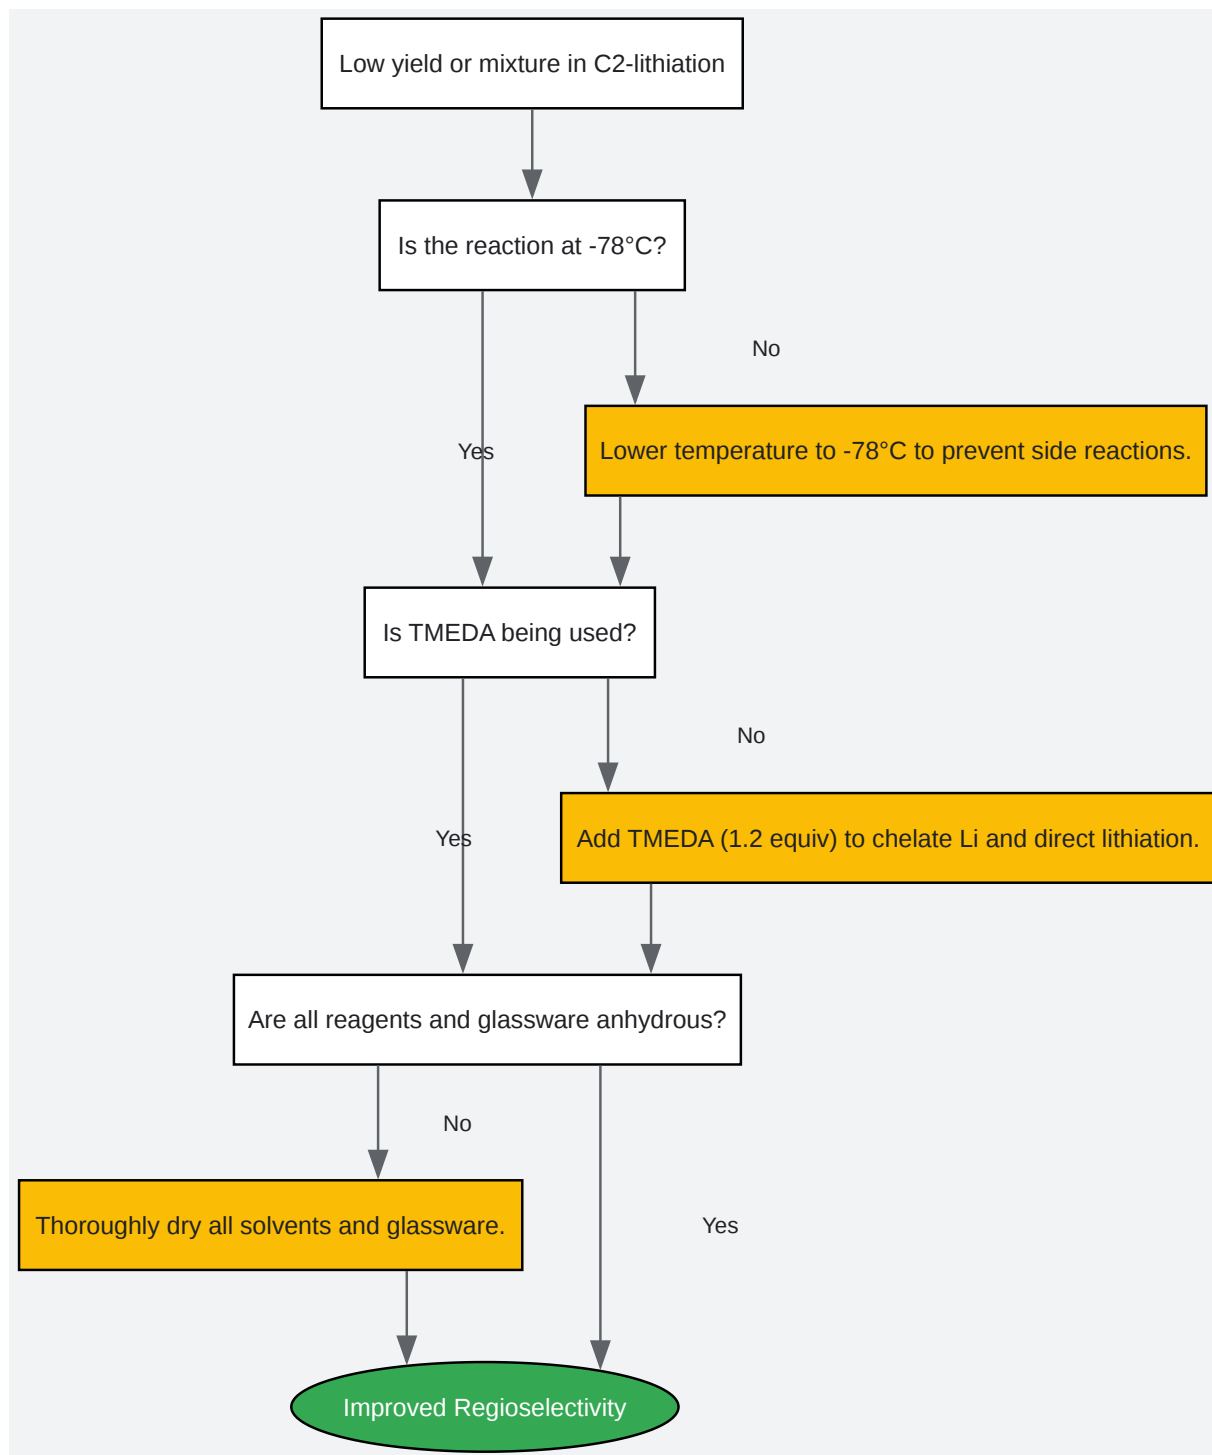 Low yield or mixture in C2-lithiation
Is the reaction at -78°C?
No
Yes
Lower temperature to -78°C to prevent side reactions.
Is TMEDA being used?
No
Yes
Add TMEDA (1.2 equiv) to chelate Li and direct lithiation.
Are all reagents and glassware anhydrous?
No
Thoroughly dry all solvents and glassware.
Yes
Improved Regioselectivity